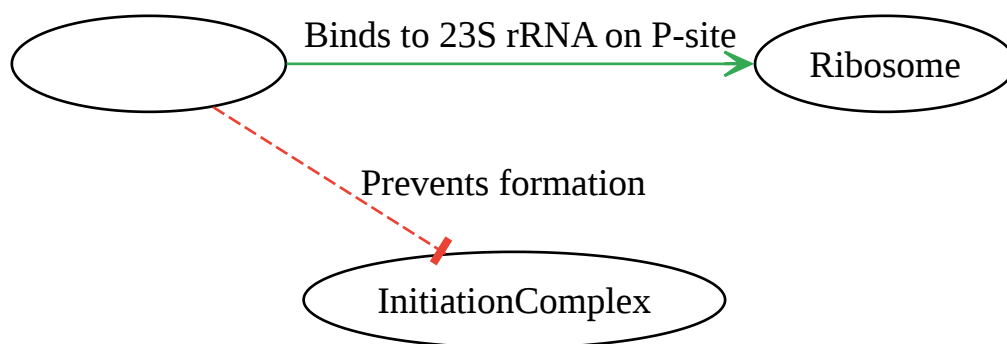 Binds to 23S rRNA on P-site
Ribosome
Prevents formation
InitiationComplex